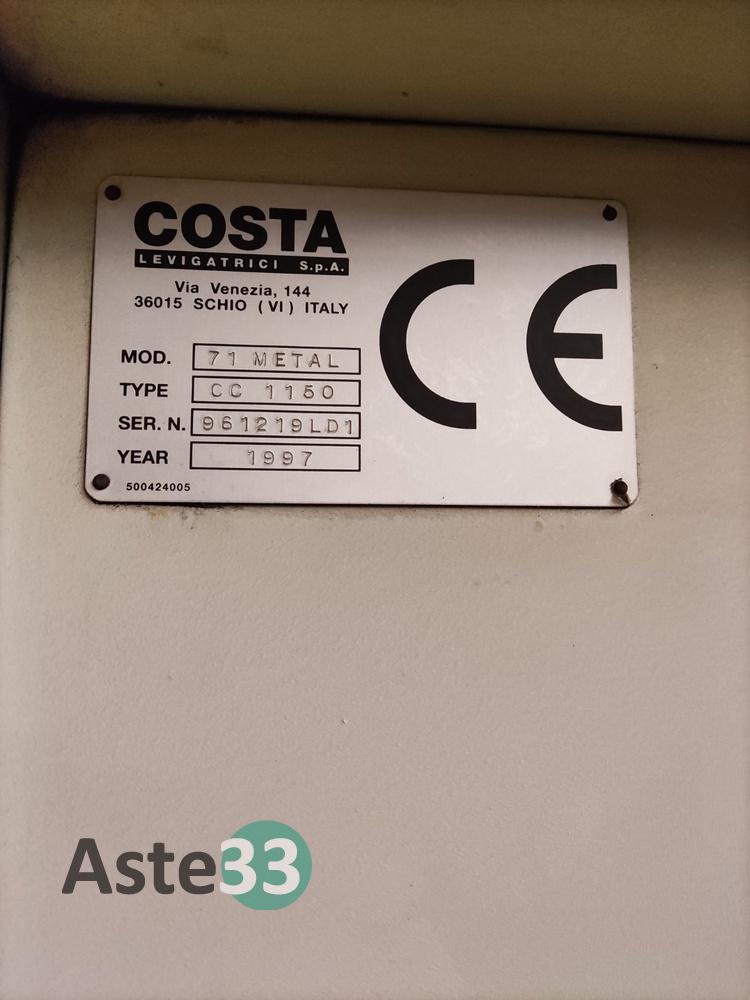 COSTA
LEVIGATRICI S.p.A.
Via Venezia, 144
36015 SCHIO (VI) ITALY
CE
MOD. 71 METAL
TYPE CC 1150
SER. N. 961219LD1
YEAR 1997
500424005
Aste33